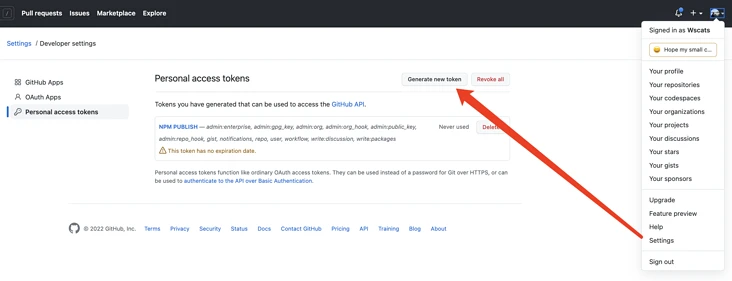 /
Pull requests Issues Marketplace Explore
Signed in as Wscats
Hope my small c...
Your profile
Your repositories
Your codespaces
Your organizations
Your projects
Your discussions
Your stars
Your gists
Your sponsors
Upgrade
Feature preview
Help
Settings
Sign out
Settings / Developer settings
GitHub Apps
OAuth Apps
Personal access tokens
Personal access tokens
Generate new token
Revoke all
Tokens you have generated that can be used to access the GitHub API.
NPM PUBLISH — admin:enterprise, admin:gpg_key, admin:org, admin:org_hook, admin:public_key,
admin:repo_hook, gist, notifications, repo, user, workflow, write:discussion, write:packages
Never used
Delete
This token has no expiration date.
Personal access tokens function like ordinary OAuth access tokens. They can be used instead of a password for Git over HTTPS, or can
be used to authenticate to the API over Basic Authentication.
© 2022 GitHub, Inc. Terms Privacy Security Status Docs Contact GitHub Pricing API Training Blog About